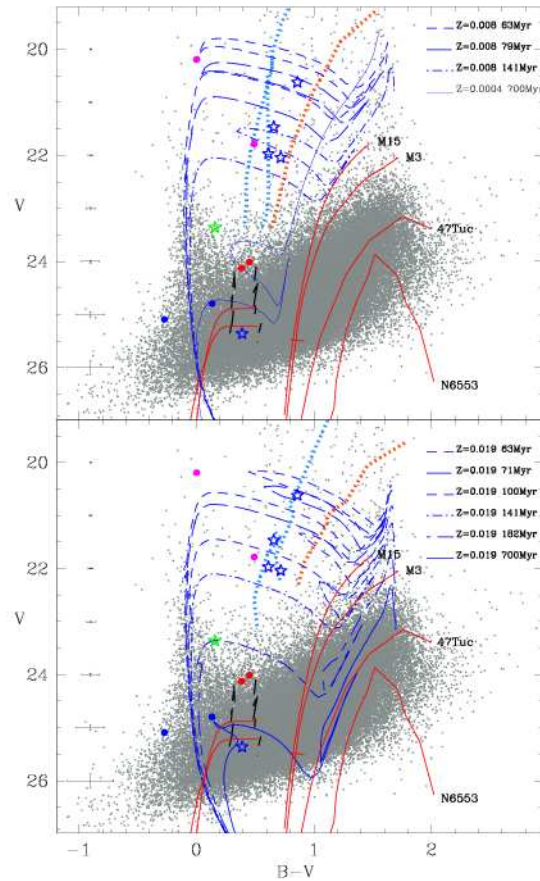 Z=0.008 63Myr
Z=0.008 79Myr
Z=0.008 141Myr
Z=0.0004 700Myr
20
22
24
26
V
M15
M3
47Tuc
N6553
Z=0.019 63Myr
Z=0.019 71Myr
Z=0.019 100Myr
Z=0.019 141Myr
Z=0.019 182Myr
Z=0.019 700Myr
20
22
24
26
V
M15
M3
47Tuc
N6553
−1
0
1
2
B−V